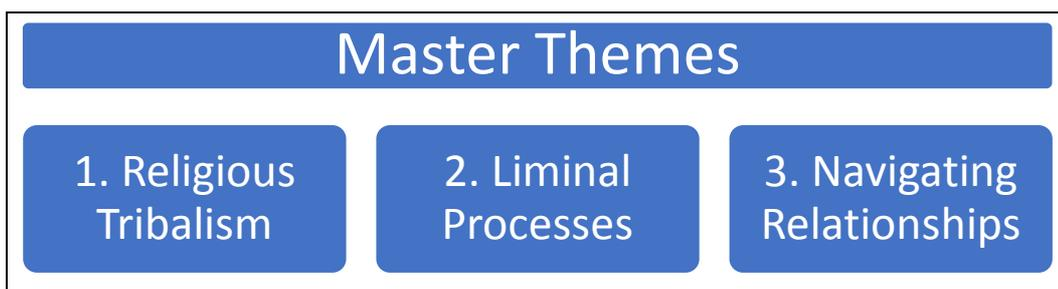 Master Themes
1. Religious
Tribalism
2. Liminal
Processes
3. Navigating
Relationships